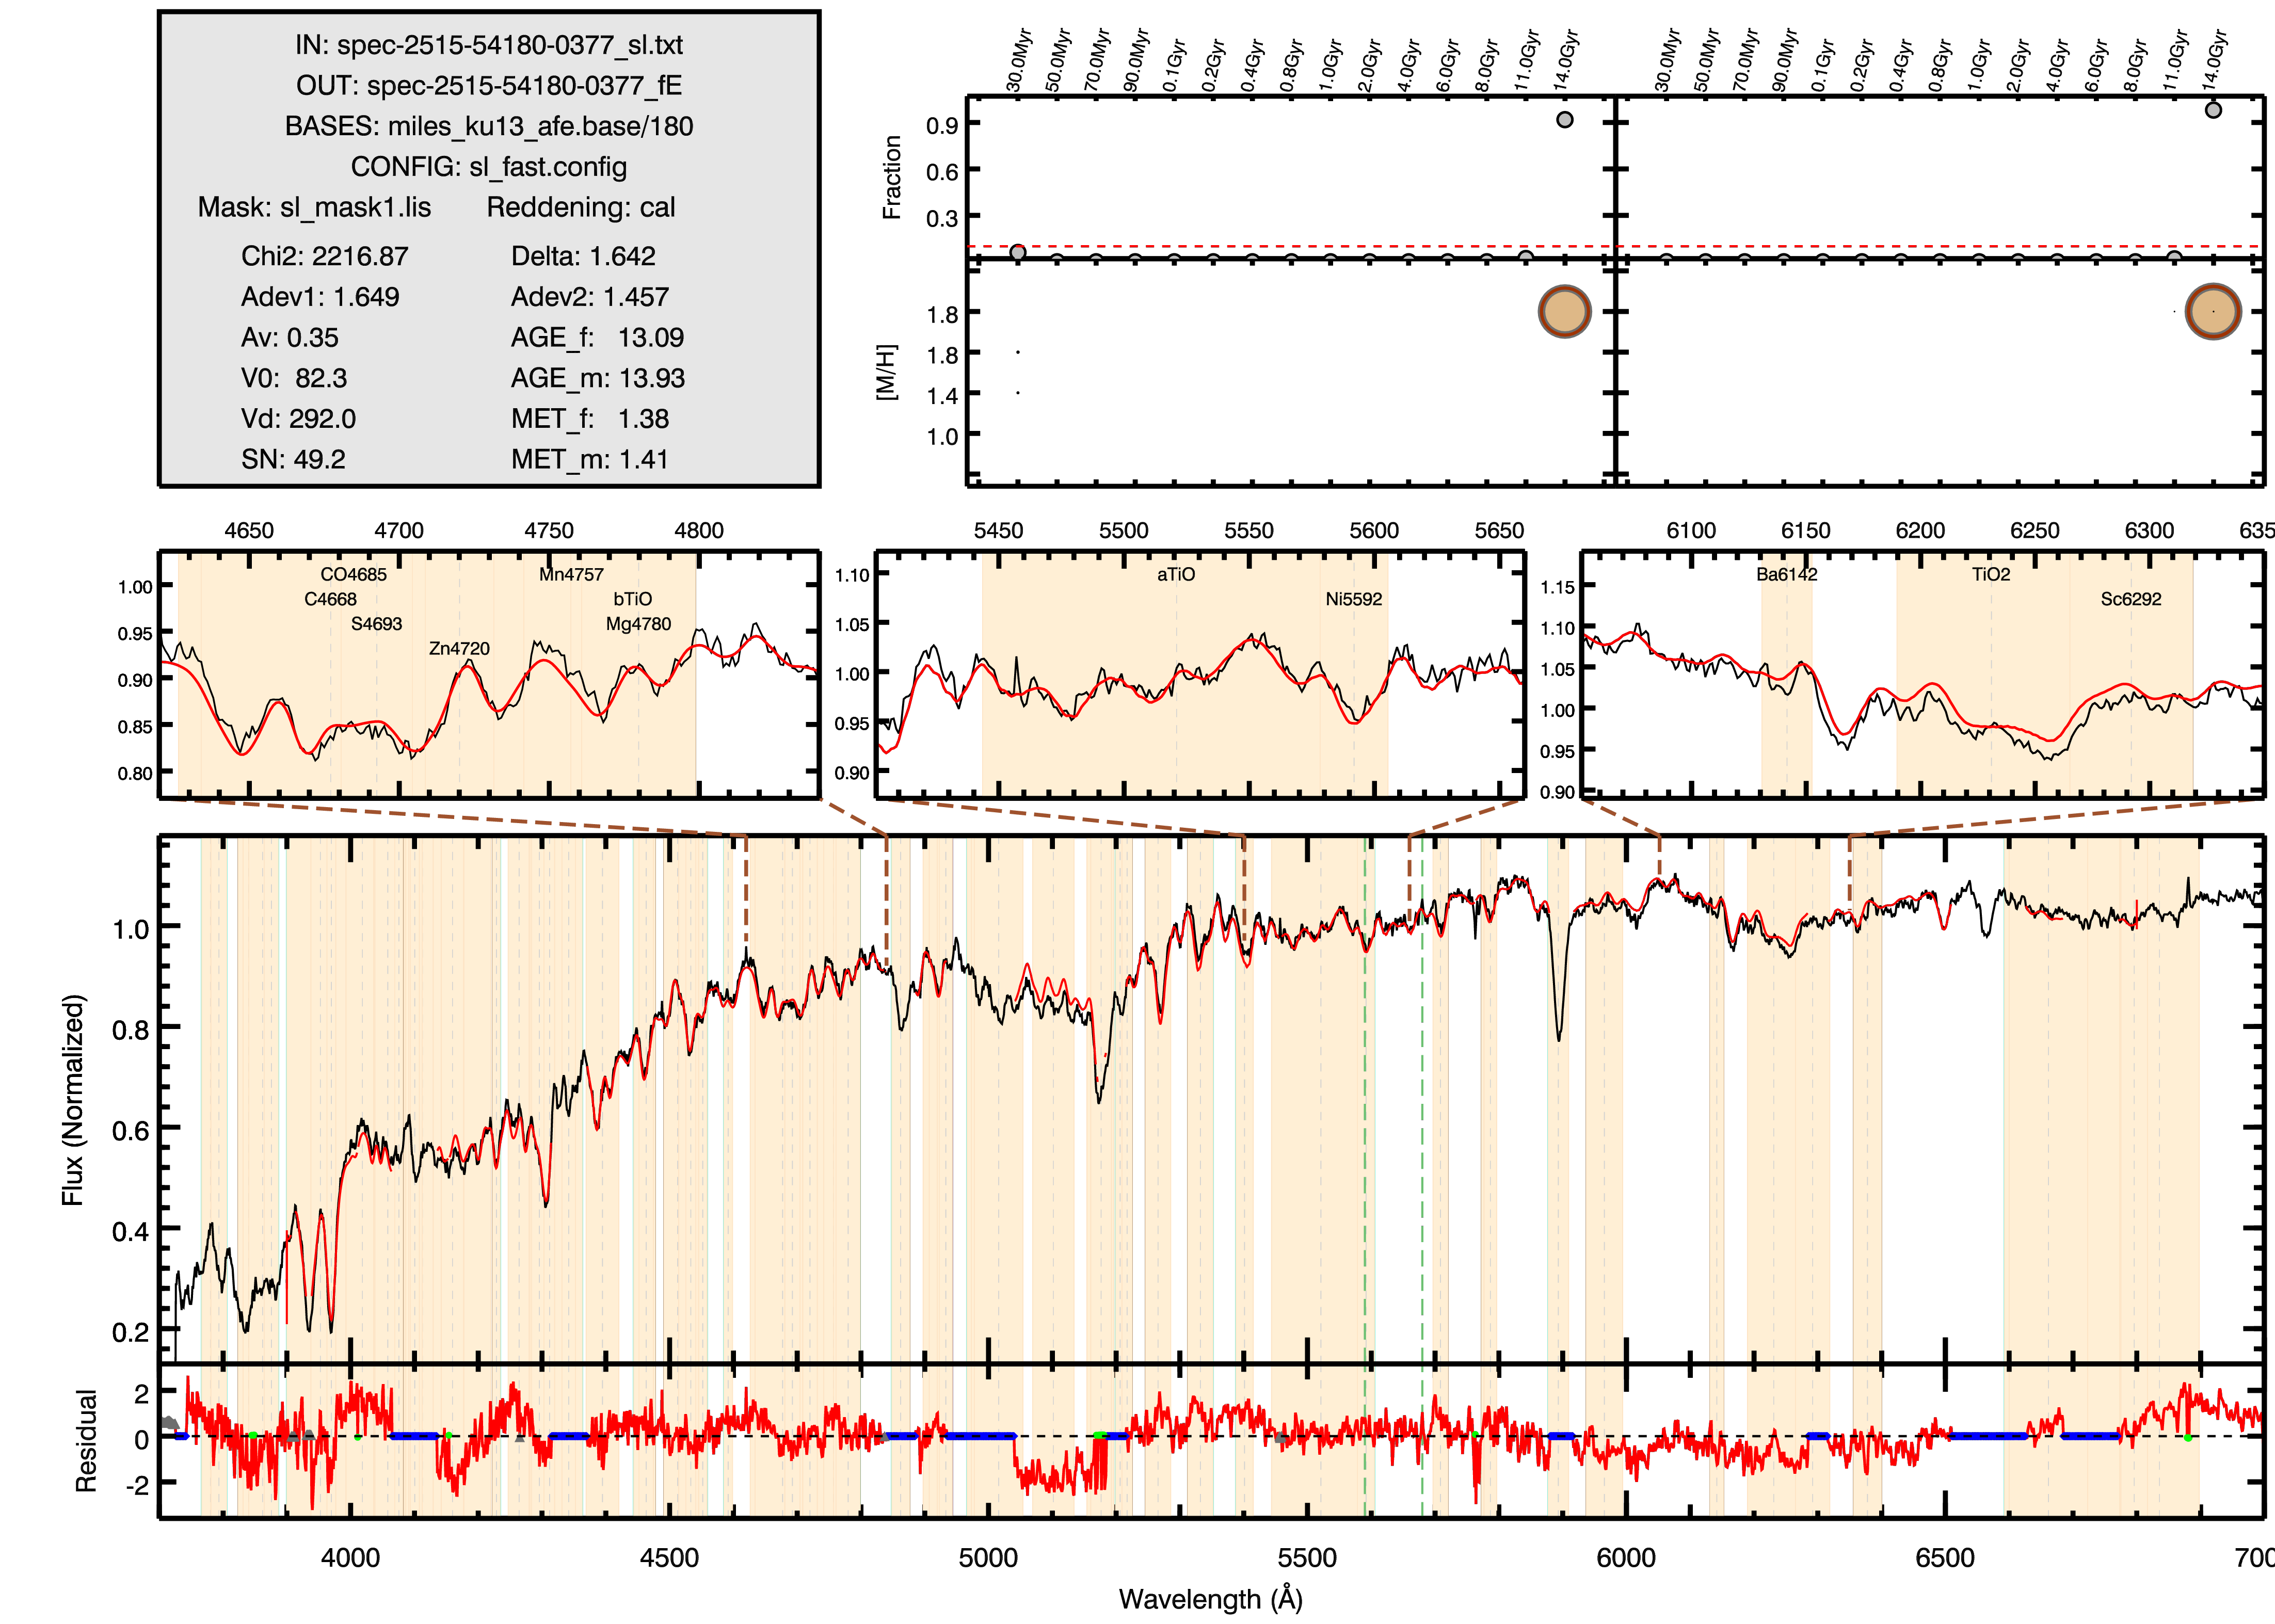 IN: spec-2515-54180-0377_sl.txt
OUT: spec-2515-54180-0377_fE
BASES: miles_ku13_afe.base/180
CONFIG: sl_fast.config
Mask: sl_mask1.lis Reddening: cal
Chi2: 2216.87 Delta: 1.642
Adev1: 1.649 Adev2: 1.457
Av: 0.35 AGE_f: 13.09
V0: 82.3 AGE_m: 13.93
Vd: 292.0 MET_f: 1.38
SN: 49.2 MET_m: 1.41
30.0Myr 50.0Myr 70.0Myr 90.0Myr 0.1Gyr 0.2Gyr 0.4Gyr 0.8Gyr 1.0Gyr 2.0Gyr 4.0Gyr 6.0Gyr 8.0Gyr 11.0Gyr 14.0Gyr
30.0Myr 50.0Myr 70.0Myr 90.0Myr 0.1Gyr 0.2Gyr 0.4Gyr 0.8Gyr 1.0Gyr 2.0Gyr 4.0Gyr 6.0Gyr 8.0Gyr 11.0Gyr 14.0Gyr
Fraction
0.9
0.6
0.3
[M/H]
1.8
1.8
1.4
1.0
4650 4700 4750 4800
1.00
0.95
0.90
0.85
0.80
CO4685 Mn4757
C4668 bTiO
S4693 Mg4780
Zn4720
5450 5500 5550 5600 5650
1.10
1.05
1.00
0.95
0.90
aTiO
Ni5592
6100 6150 6200 6250 6300 635
1.15
1.10
1.05
1.00
0.95
0.90
Ba6142 TiO2
Sc6292
Flux (Normalized)
1.0
0.8
0.6
0.4
0.2
Residual
2
0
-2
4000 4500 5000 5500 6000 6500 700
Wavelength (Å)